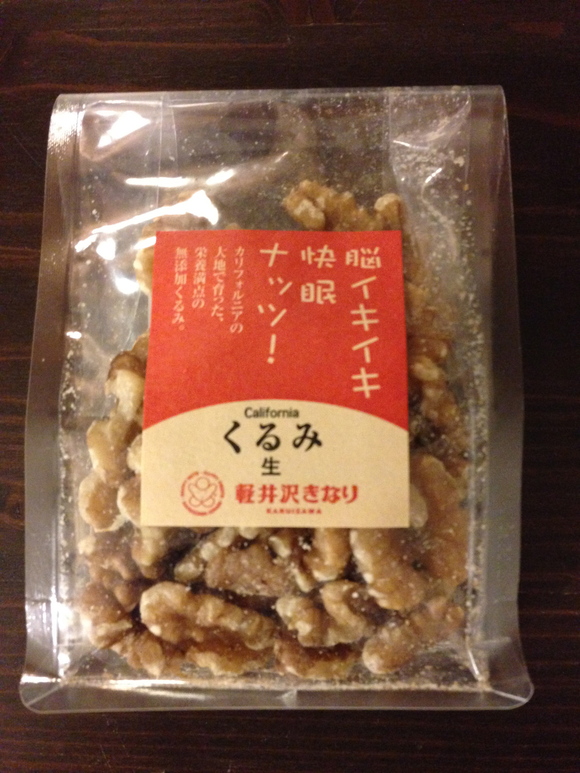 脳イキイキ
快眠
ナッツ！
カリフォルニアの
大地で育った、
栄養満点の
無添加くるみ。
California
くるみ
生
軽井沢きなり
KARUIZAWA